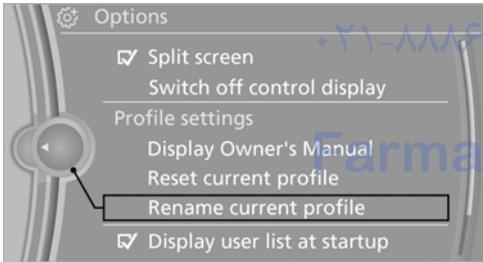 Options
۰۲۱-۸۸۸۶
Split screen
Switch off control display
Profile settings
Display Owner's Manual
Farma
Reset current profile
Rename current profile
Display user list at startup